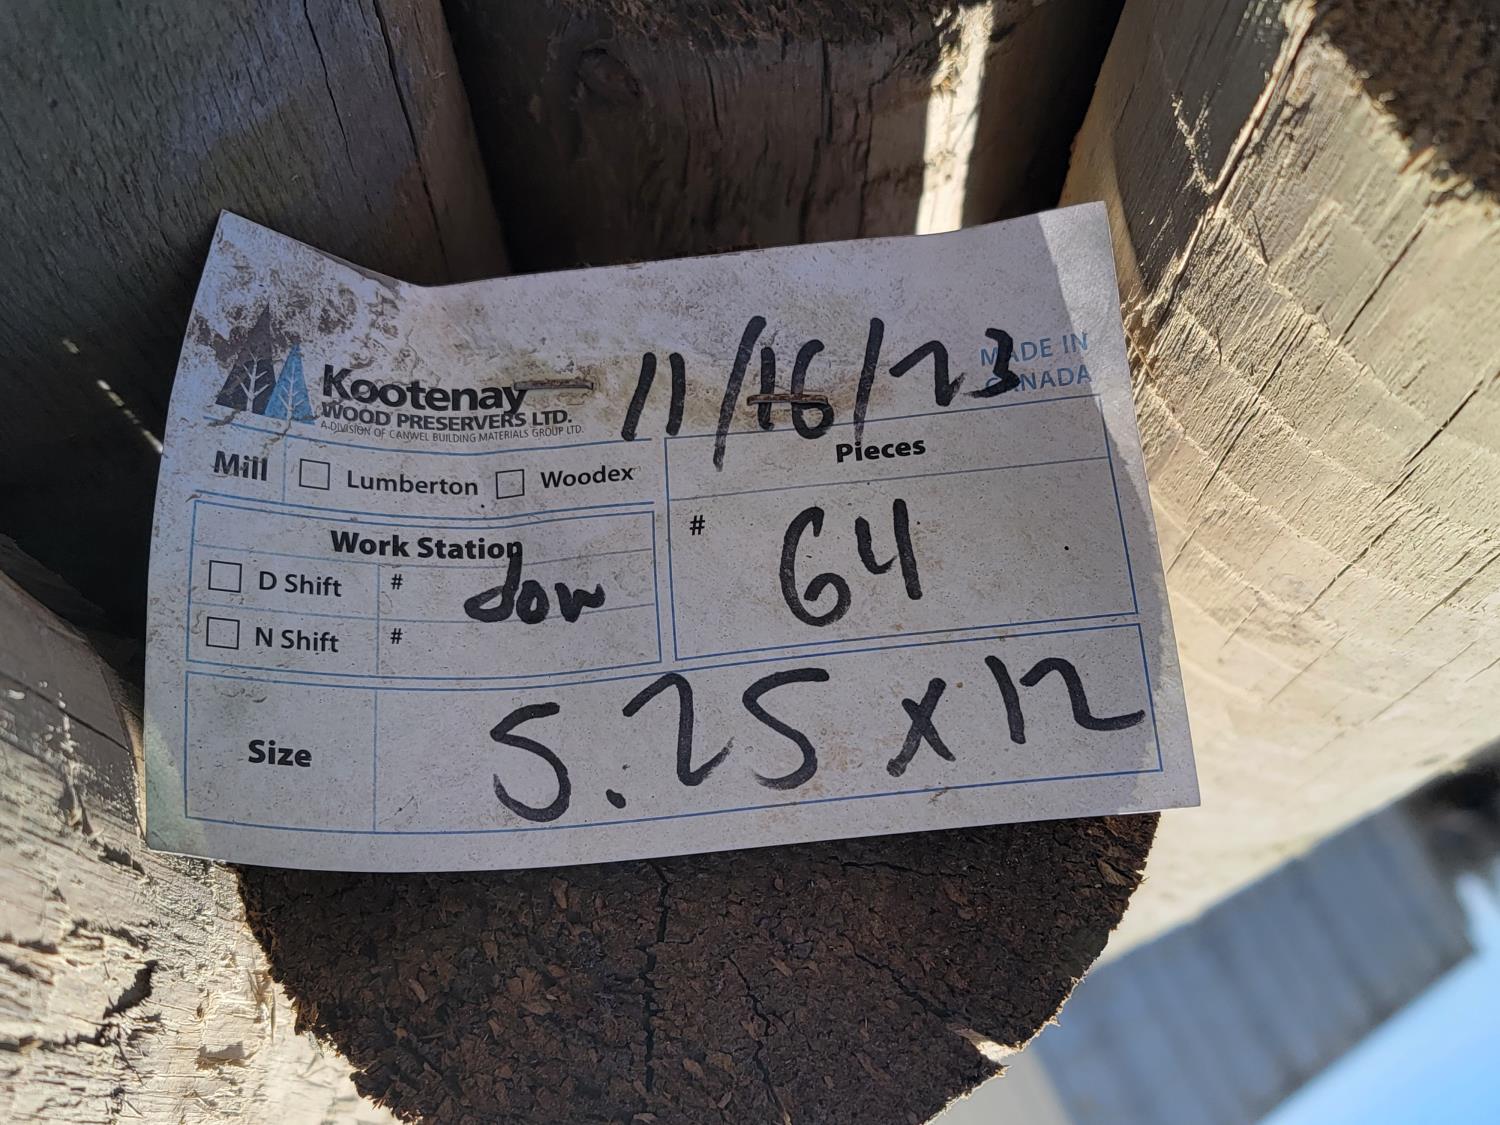 Kootenay
WOOD PRESERVERS LTD.
A DIVISION OF CANWEL BUILDING MATERIALS GROUP LTD.
11/16/23
MADE IN
CANADA
Mill Lumberton Woodex
Pieces
# 64
Work Station
D Shift # dow
N Shift #
Size 5.25 x 12